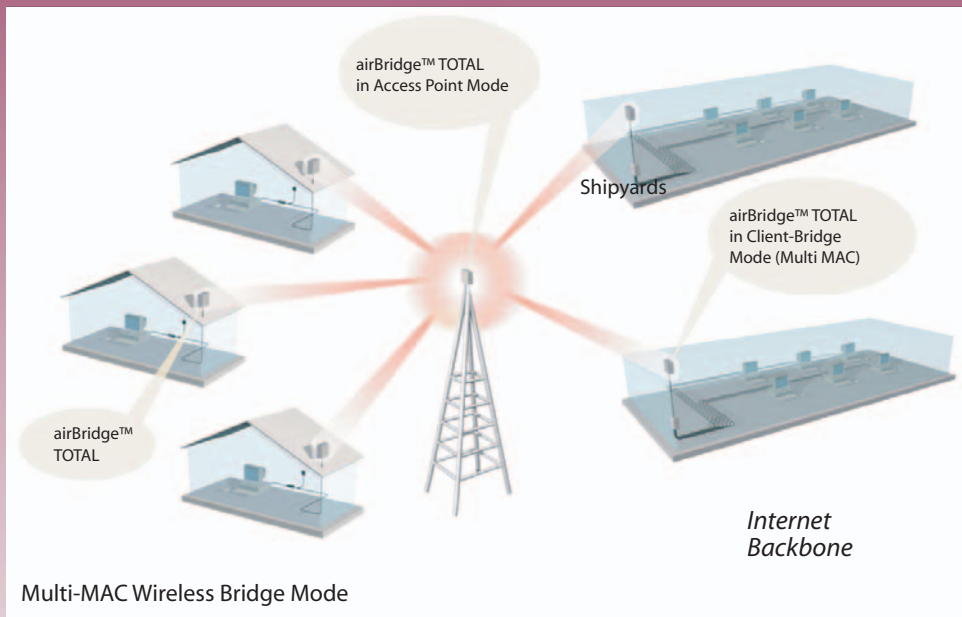 airBridge™ TOTAL
in Access Point Mode
Shipyards
airBridge™ TOTAL
in Client-Bridge
Mode (Multi MAC)
airBridge™
TOTAL
Internet
Backbone
Multi-MAC Wireless Bridge Mode